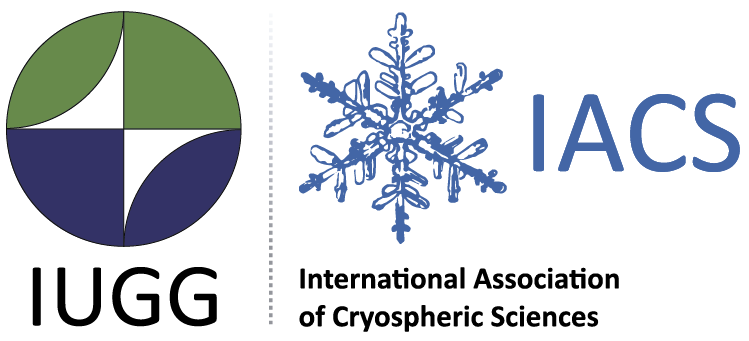 IUGG
IACS
International Association
of Cryospheric Sciences